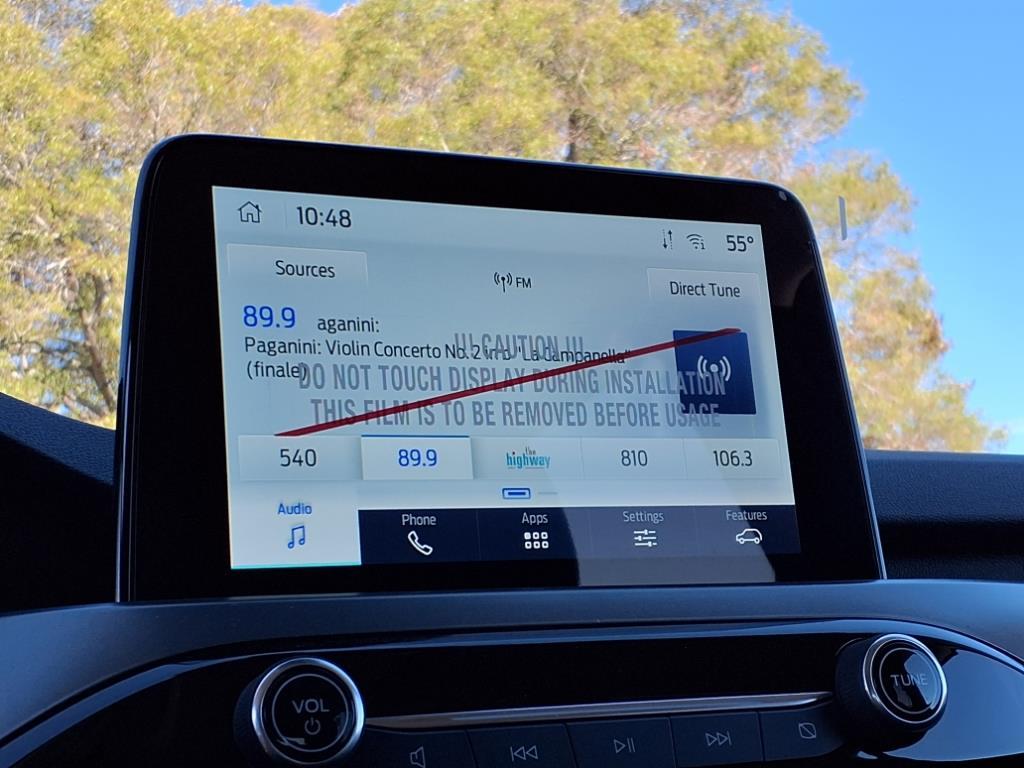 10:48
55°
Sources
FM
Direct Tune
89.9 aganini:
Paganini: Violin Concerto No. 2 in b "La Campanella"
(finale)
!!! CAUTION !!!
DO NOT TOUCH DISPLAY DURING INSTALLATION
THIS FILM IS TO BE REMOVED BEFORE USAGE
540
89.9
the
highway
810
106.3
Audio
Phone
Apps
Settings
Features
VOL
TUNE